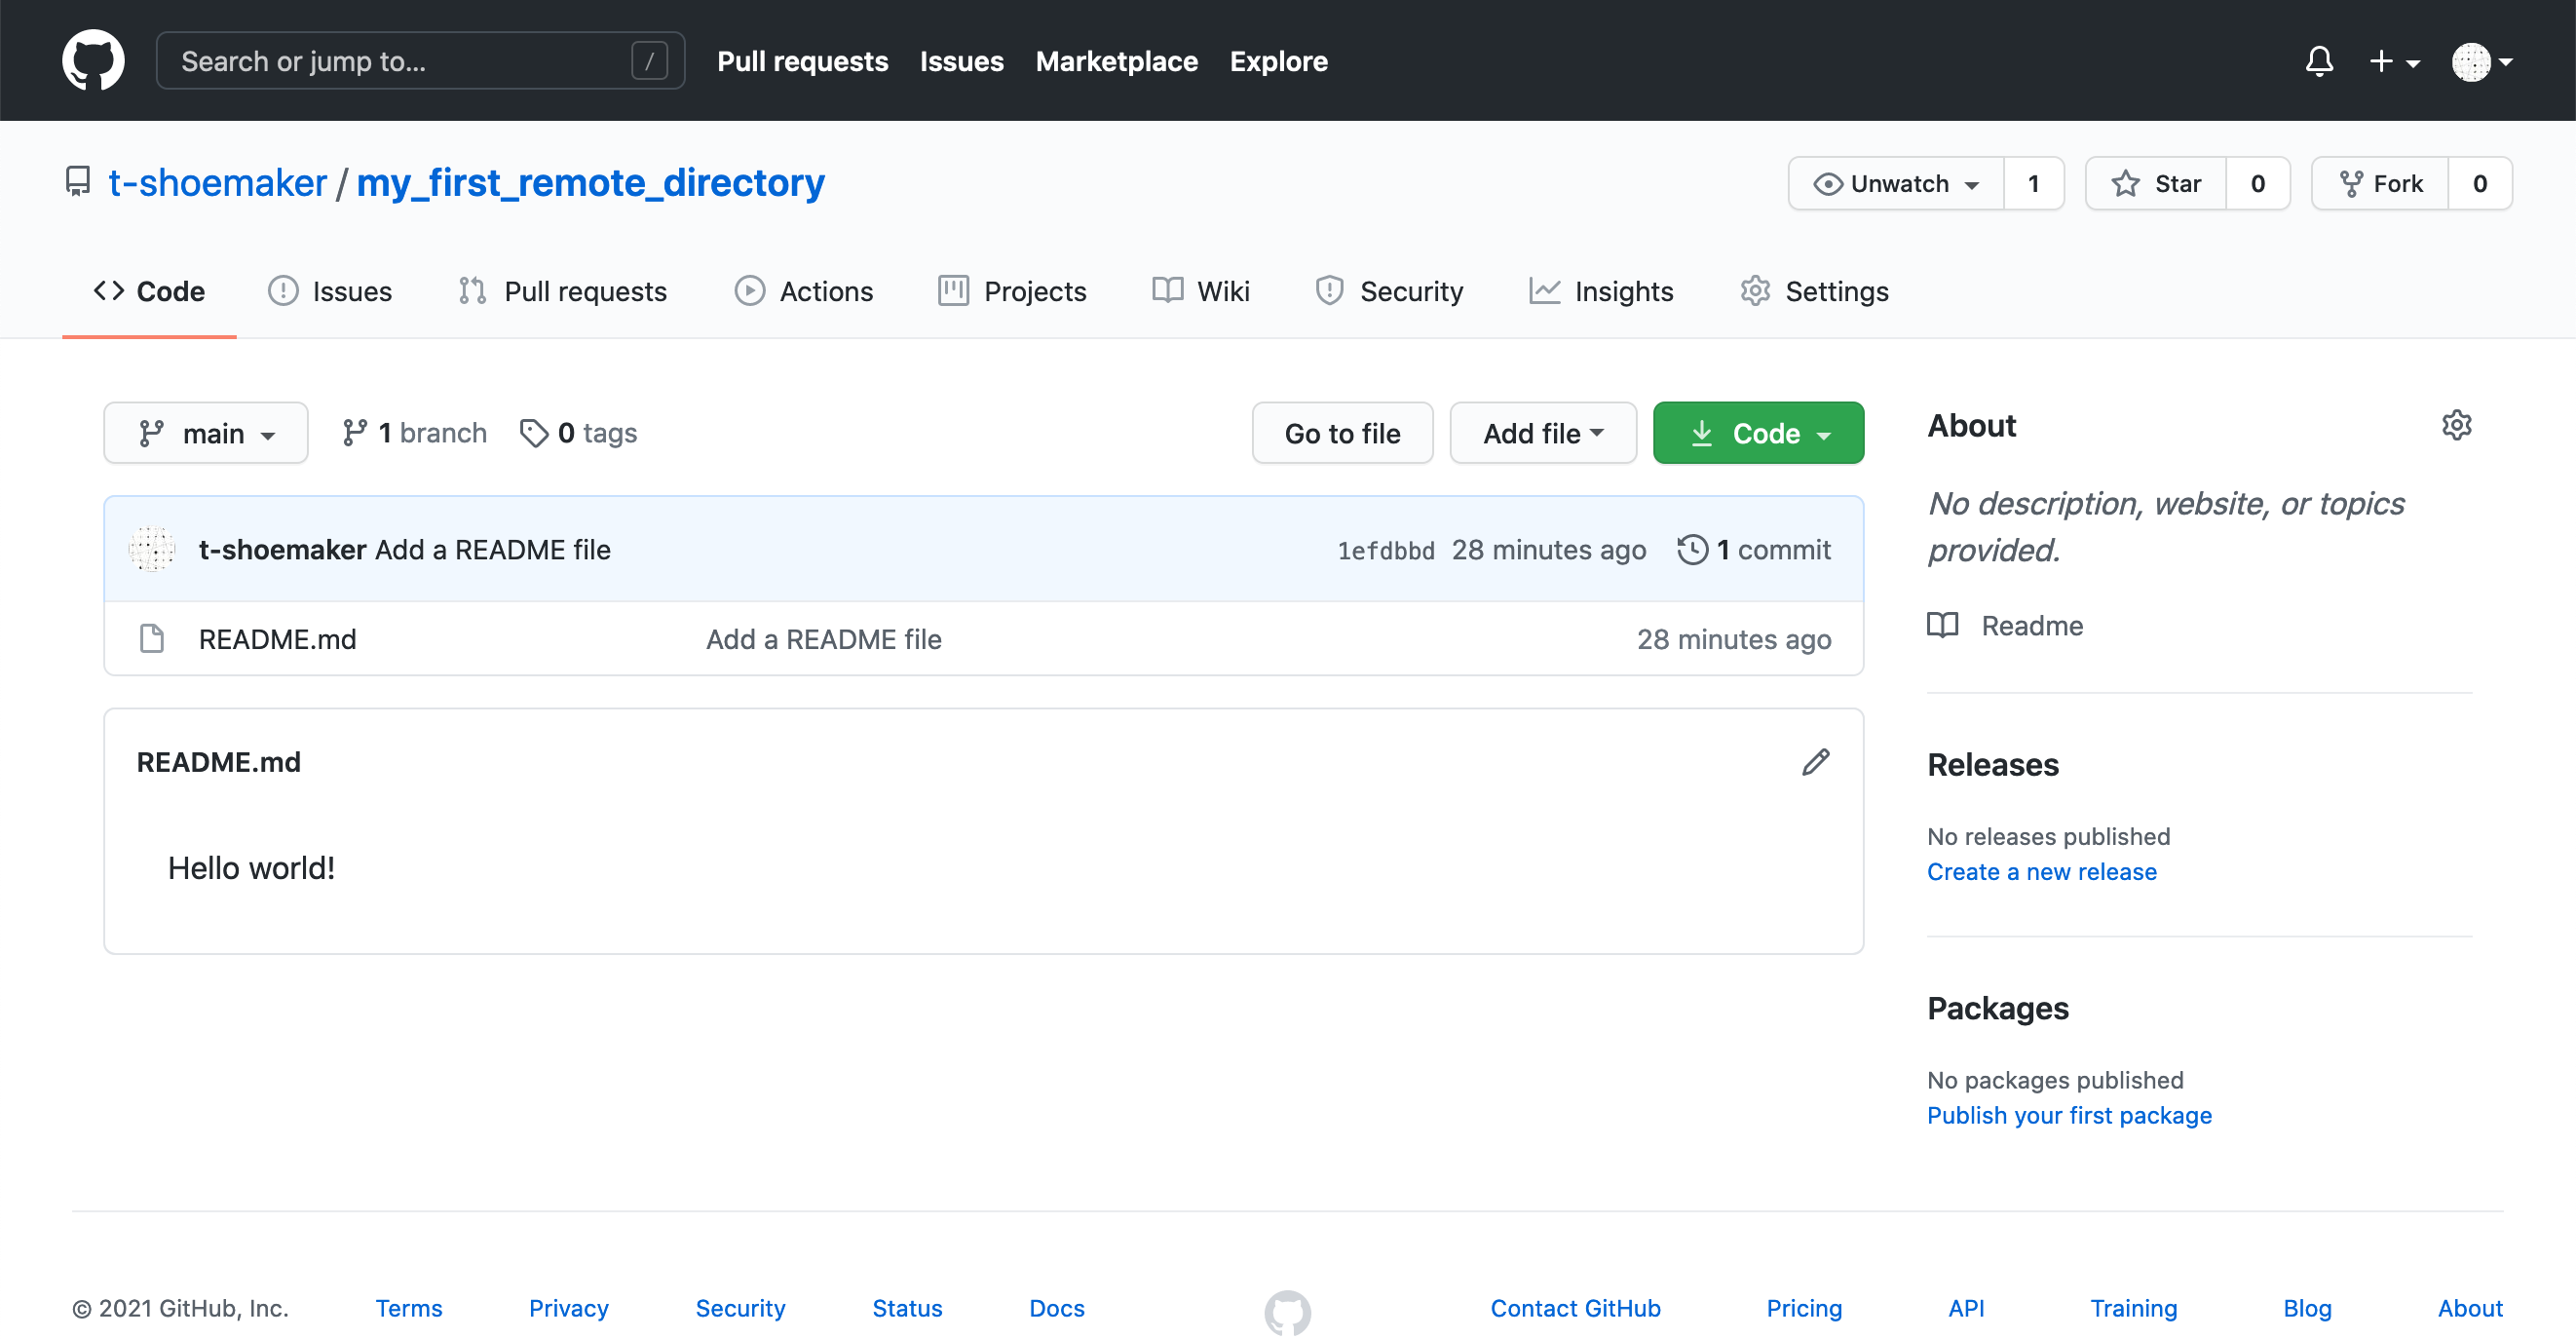 Search or jump to... / Pull requests Issues Marketplace Explore
t-shoemaker / my_first_remote_directory Unwatch 1 Star 0 Fork 0
Code Issues Pull requests Actions Projects Wiki Security Insights Settings
main 1 branch 0 tags Go to file Add file Code
t-shoemaker Add a README file 1efdbbd 28 minutes ago 1 commit
README.md Add a README file 28 minutes ago
README.md
Hello world!
About
No description, website, or topics
provided.
Readme
Releases
No releases published
Create a new release
Packages
No packages published
Publish your first package
© 2021 GitHub, Inc. Terms Privacy Security Status Docs Contact GitHub Pricing API Training Blog About